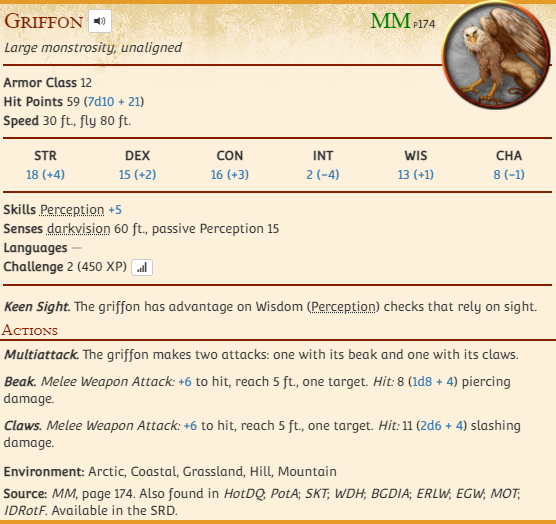 GRIFFON MM P174
Large monstrosity, unaligned
Armor Class 12
Hit Points 59 (7d10 + 21)
Speed 30 ft., fly 80 ft.
STR DEX CON INT WIS CHA
18 (+4) 15 (+2) 16 (+3) 2 (−4) 13 (+1) 8 (−1)
Skills Perception +5
Senses darkvision 60 ft., passive Perception 15
Languages —
Challenge 2 (450 XP)
Keen Sight. The griffon has advantage on Wisdom (Perception) checks that rely on sight.
ACTIONS
Multiattack. The griffon makes two attacks: one with its beak and one with its claws.
Beak. Melee Weapon Attack: +6 to hit, reach 5 ft., one target. Hit: 8 (1d8 + 4) piercing
damage.
Claws. Melee Weapon Attack: +6 to hit, reach 5 ft., one target. Hit: 11 (2d6 + 4) slashing
damage.
Environment: Arctic, Coastal, Grassland, Hill, Mountain
Source: MM, page 174. Also found in HotDQ; PotA; SKT; WDH; BGDIA; ERLW; EGW; MOT;
IDRotF. Available in the SRD.